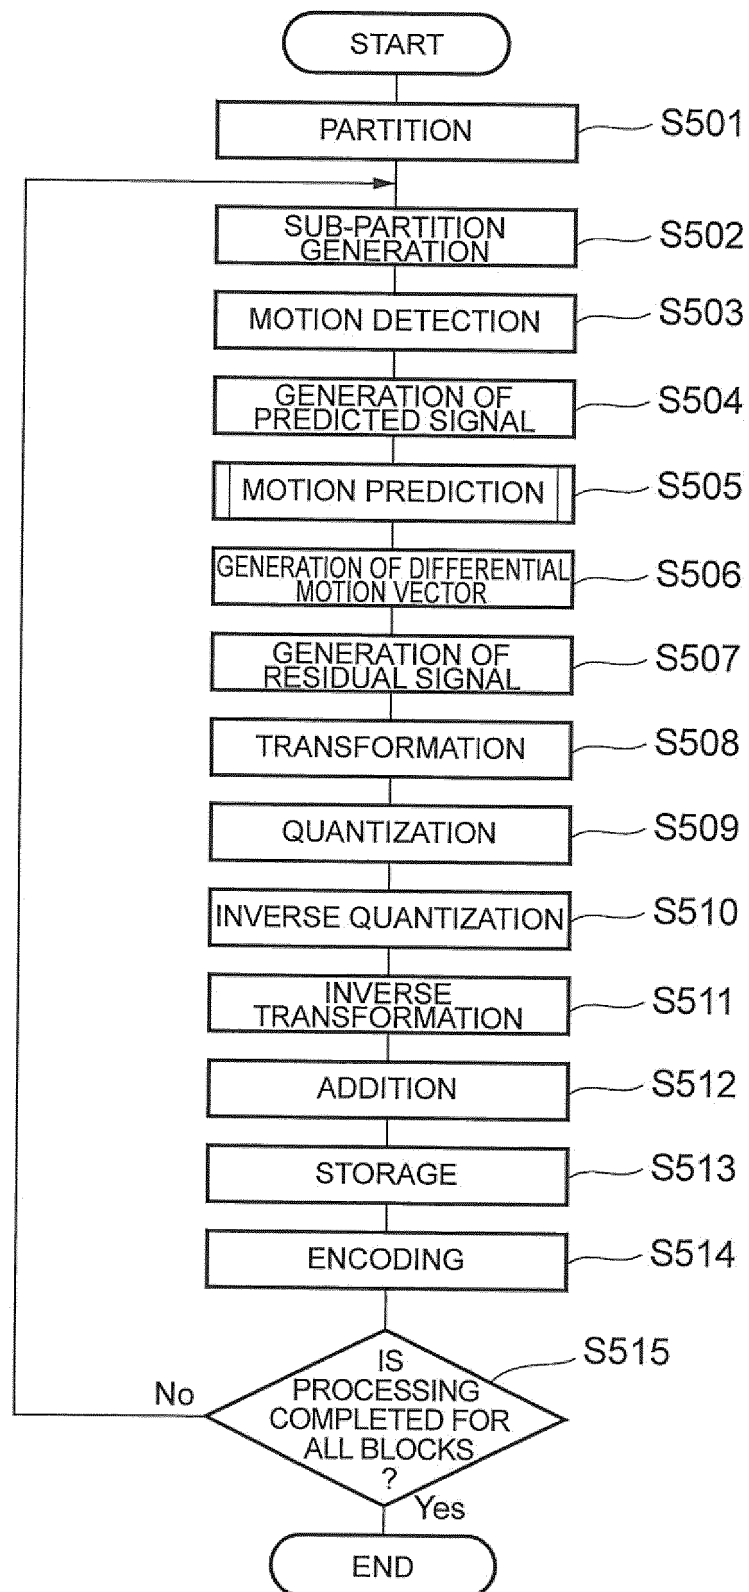 START
PARTITION
S501
SUB-PARTITION
GENERATION
S502
MOTION DETECTION
S503
GENERATION OF
PREDICTED SIGNAL
S504
MOTION PREDICTION
S505
GENERATION OF DIFFERENTIAL
MOTION VECTOR
S506
GENERATION OF
RESIDUAL SIGNAL
S507
TRANSFORMATION
S508
QUANTIZATION
S509
INVERSE QUANTIZATION
S510
INVERSE
TRANSFORMATION
S511
ADDITION
S512
STORAGE
S513
ENCODING
S514
IS
PROCESSING
COMPLETED FOR
ALL BLOCKS
?
S515
No
Yes
END